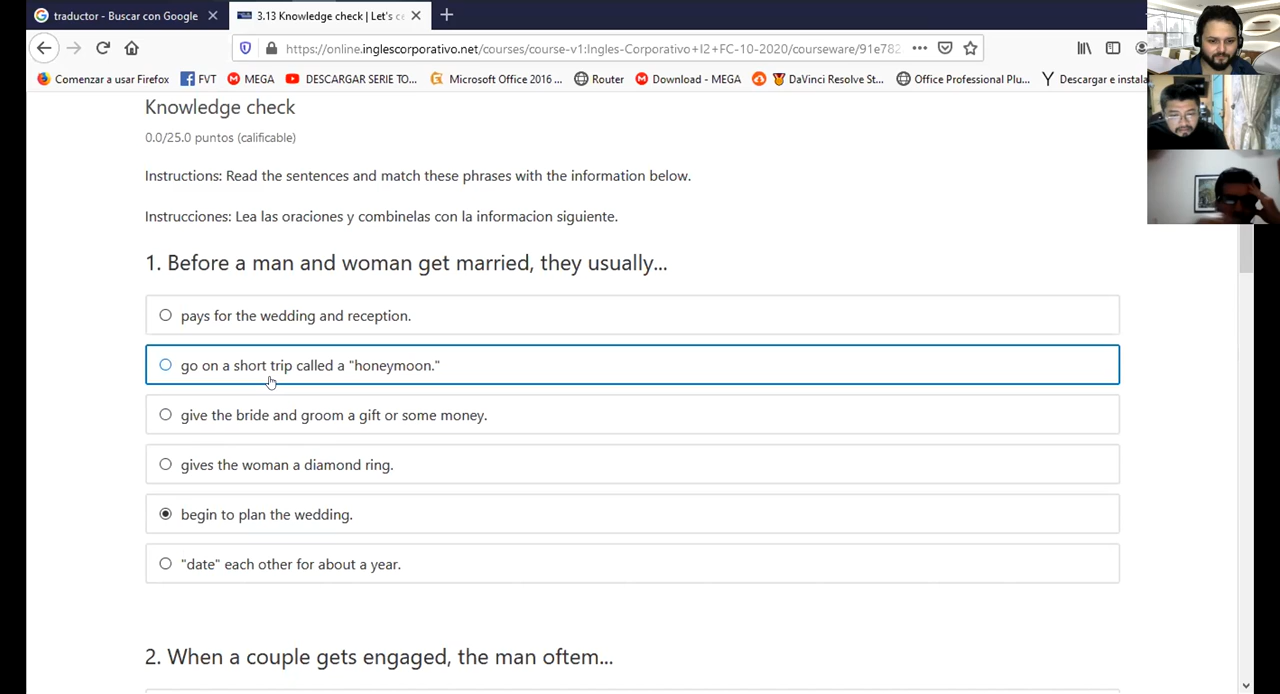 traductor - Buscar con Google
3.13 Knowledge check | Let's ce
https://online.inglescorporativo.net/courses/course-v1:Ingles-Corporativo+I2+FC-10-2020/courseware/91e782
Comenzar a usar Firefox FVT MEGA DESCARGAR SERIE TO... Microsoft Office 2016 ... Router Download - MEGA DaVinci Resolve St... Office Professional Plu... Descargar e instala
Knowledge check
0.0/25.0 puntos (calificable)
Instructions: Read the sentences and match these phrases with the information below.
Instrucciones: Lea las oraciones y combinelas con la informacion siguiente.
1. Before a man and woman get married, they usually...
pays for the wedding and reception.
go on a short trip called a "honeymoon."
give the bride and groom a gift or some money.
gives the woman a diamond ring.
begin to plan the wedding.
"date" each other for about a year.
2. When a couple gets engaged, the man oftem...